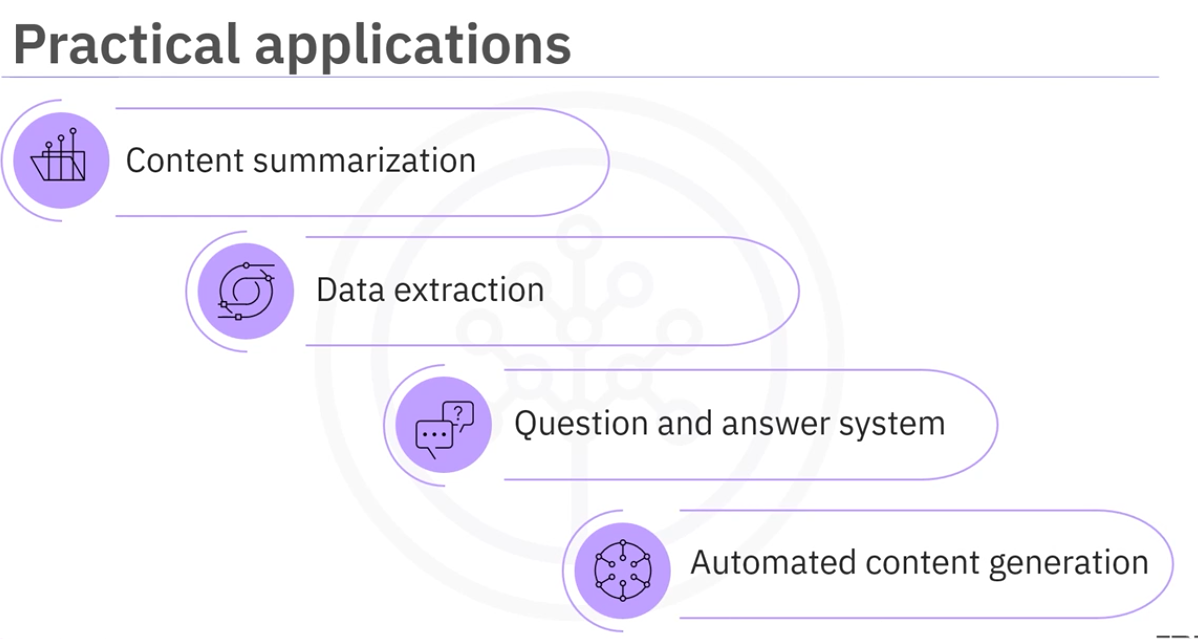 Practical applications
Content summarization
Data extraction
?
Question and answer system
Automated content generation